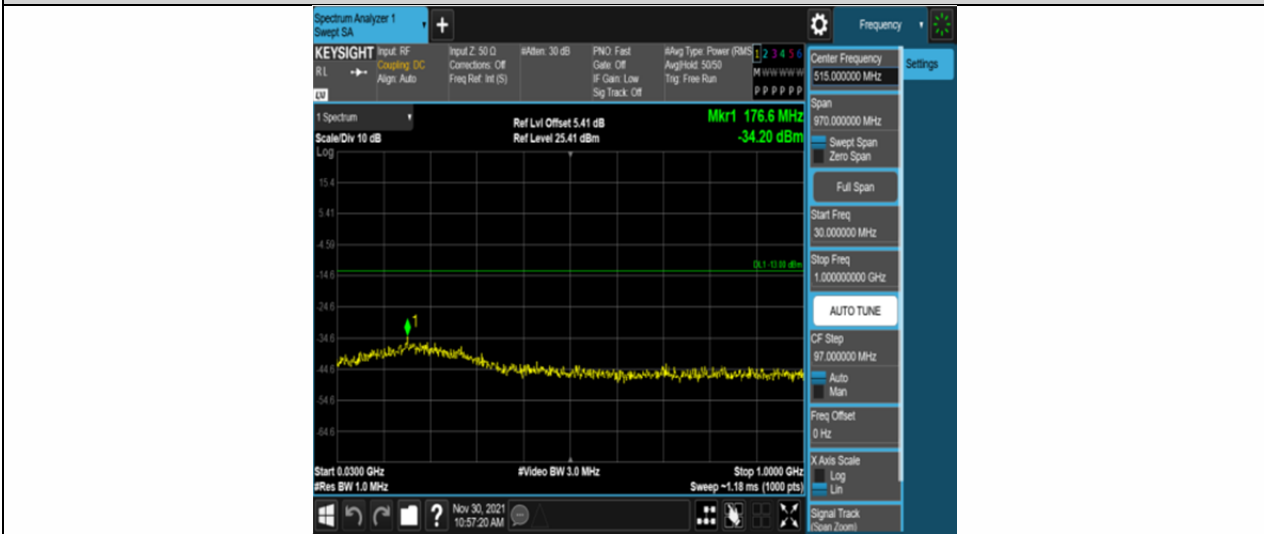 Spectrum Analyzer 1
Swept SA
Frequency
KEYSIGHT
Input: RF
Coupling: DC
Align: Auto
Input Z: 50 Ω
Corrections: Off
Freq Ref: Int (S)
#Atten: 30 dB
PNO: Fast
Gate: Off
IF Gain: Low
Sig Track: Off
#Avg Type: Power (RMS
Avg|Hold: 50/50
Trig: Free Run
1 2 3 4 5 6
M W W W W W
P P P P P P
R L
LU
1 Spectrum
Scale/Div 10 dB
Log
Ref Lvl Offset 5.41 dB
Ref Level 25.41 dBm
Mkr1 176.6 MHz
-34.20 dBm
15.4
5.41
-4.59
-14.6
-24.6
-34.6
-44.6
-54.6
-64.6
DL1 -13.00 dBm
1
Start 0.0300 GHz
#Res BW 1.0 MHz
#Video BW 3.0 MHz
Stop 1.0000 GHz
Sweep ~1.18 ms (1000 pts)
?
Nov 30, 2021
10:57:20 AM
Center Frequency
515.000000 MHz
Settings
Span
970.000000 MHz
Swept Span
Zero Span
Full Span
Start Freq
30.000000 MHz
Stop Freq
1.000000000 GHz
AUTO TUNE
CF Step
97.000000 MHz
Auto
Man
Freq Offset
0 Hz
X Axis Scale
Log
Lin
Signal Track
(Span Zoom)